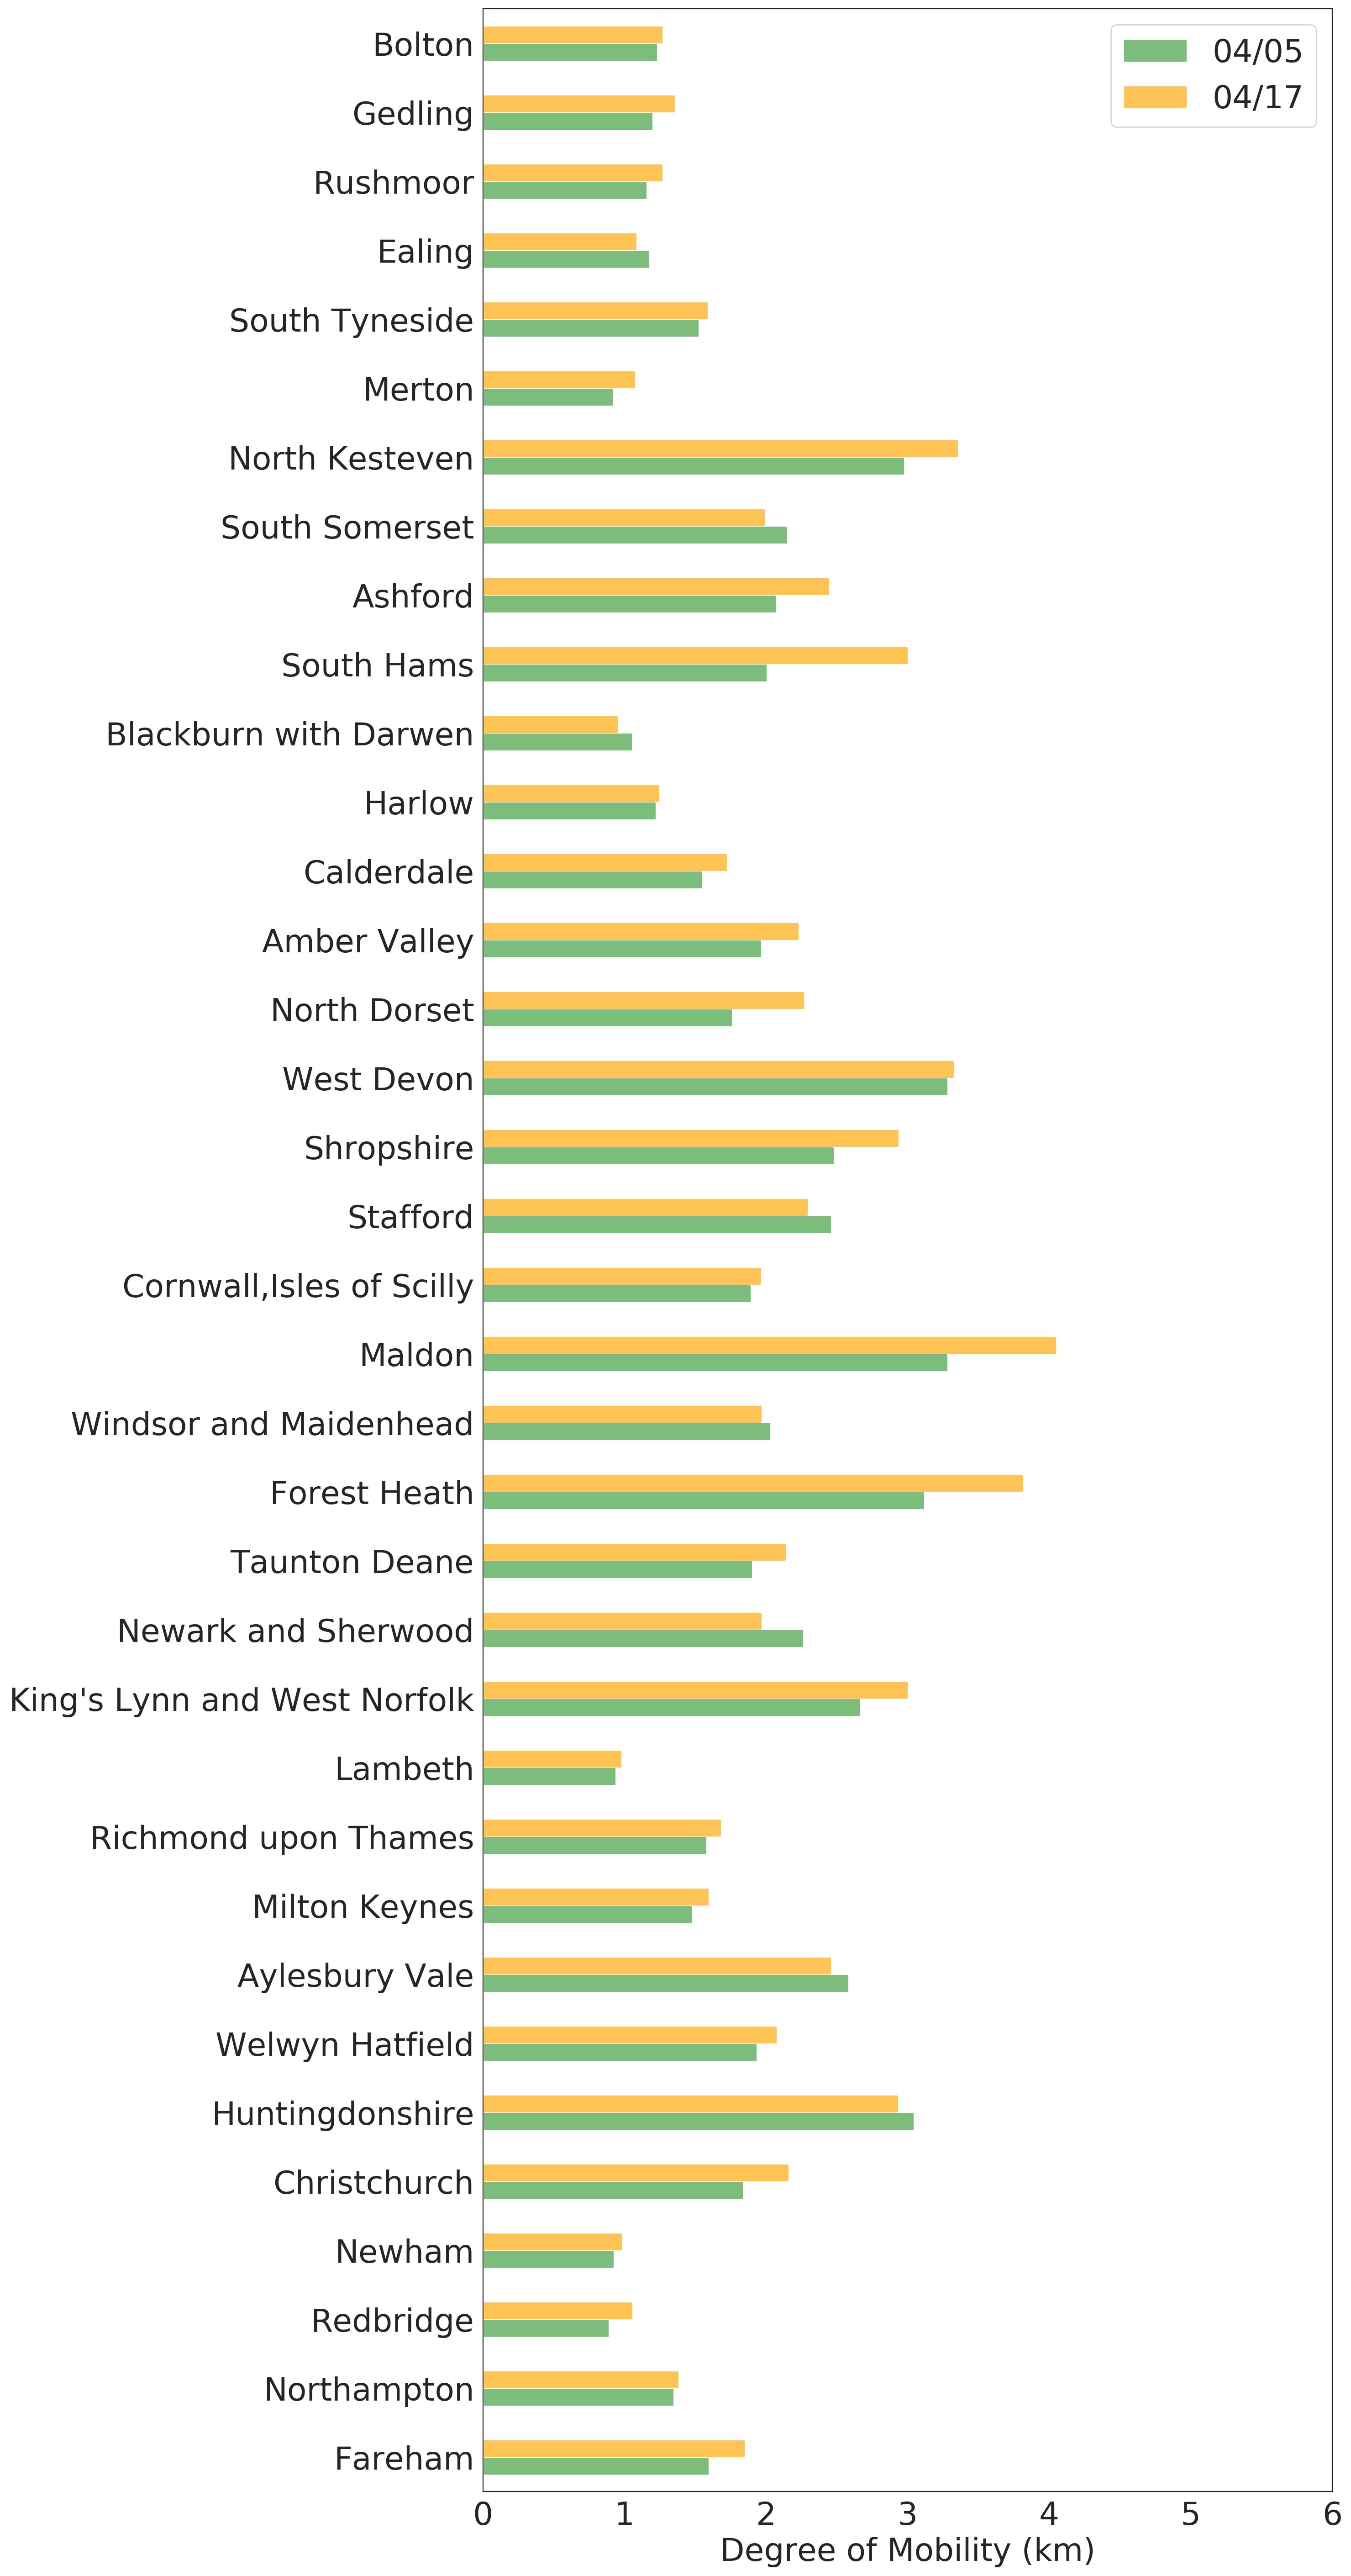 Bolton
04/05
04/17
Gedling
Rushmoor
Ealing
South Tyneside
Merton
North Kesteven
South Somerset
Ashford
South Hams
Blackburn with Darwen
Harlow
Calderdale
Amber Valley
North Dorset
West Devon
Shropshire
Stafford
Cornwall,Isles of Scilly
Maldon
Windsor and Maidenhead
Forest Heath
Taunton Deane
Newark and Sherwood
King's Lynn and West Norfolk
Lambeth
Richmond upon Thames
Milton Keynes
Aylesbury Vale
Welwyn Hatfield
Huntingdonshire
Christchurch
Newham
Redbridge
Northampton
Fareham
0 1 2 3 4 5 6
Degree of Mobility (km)